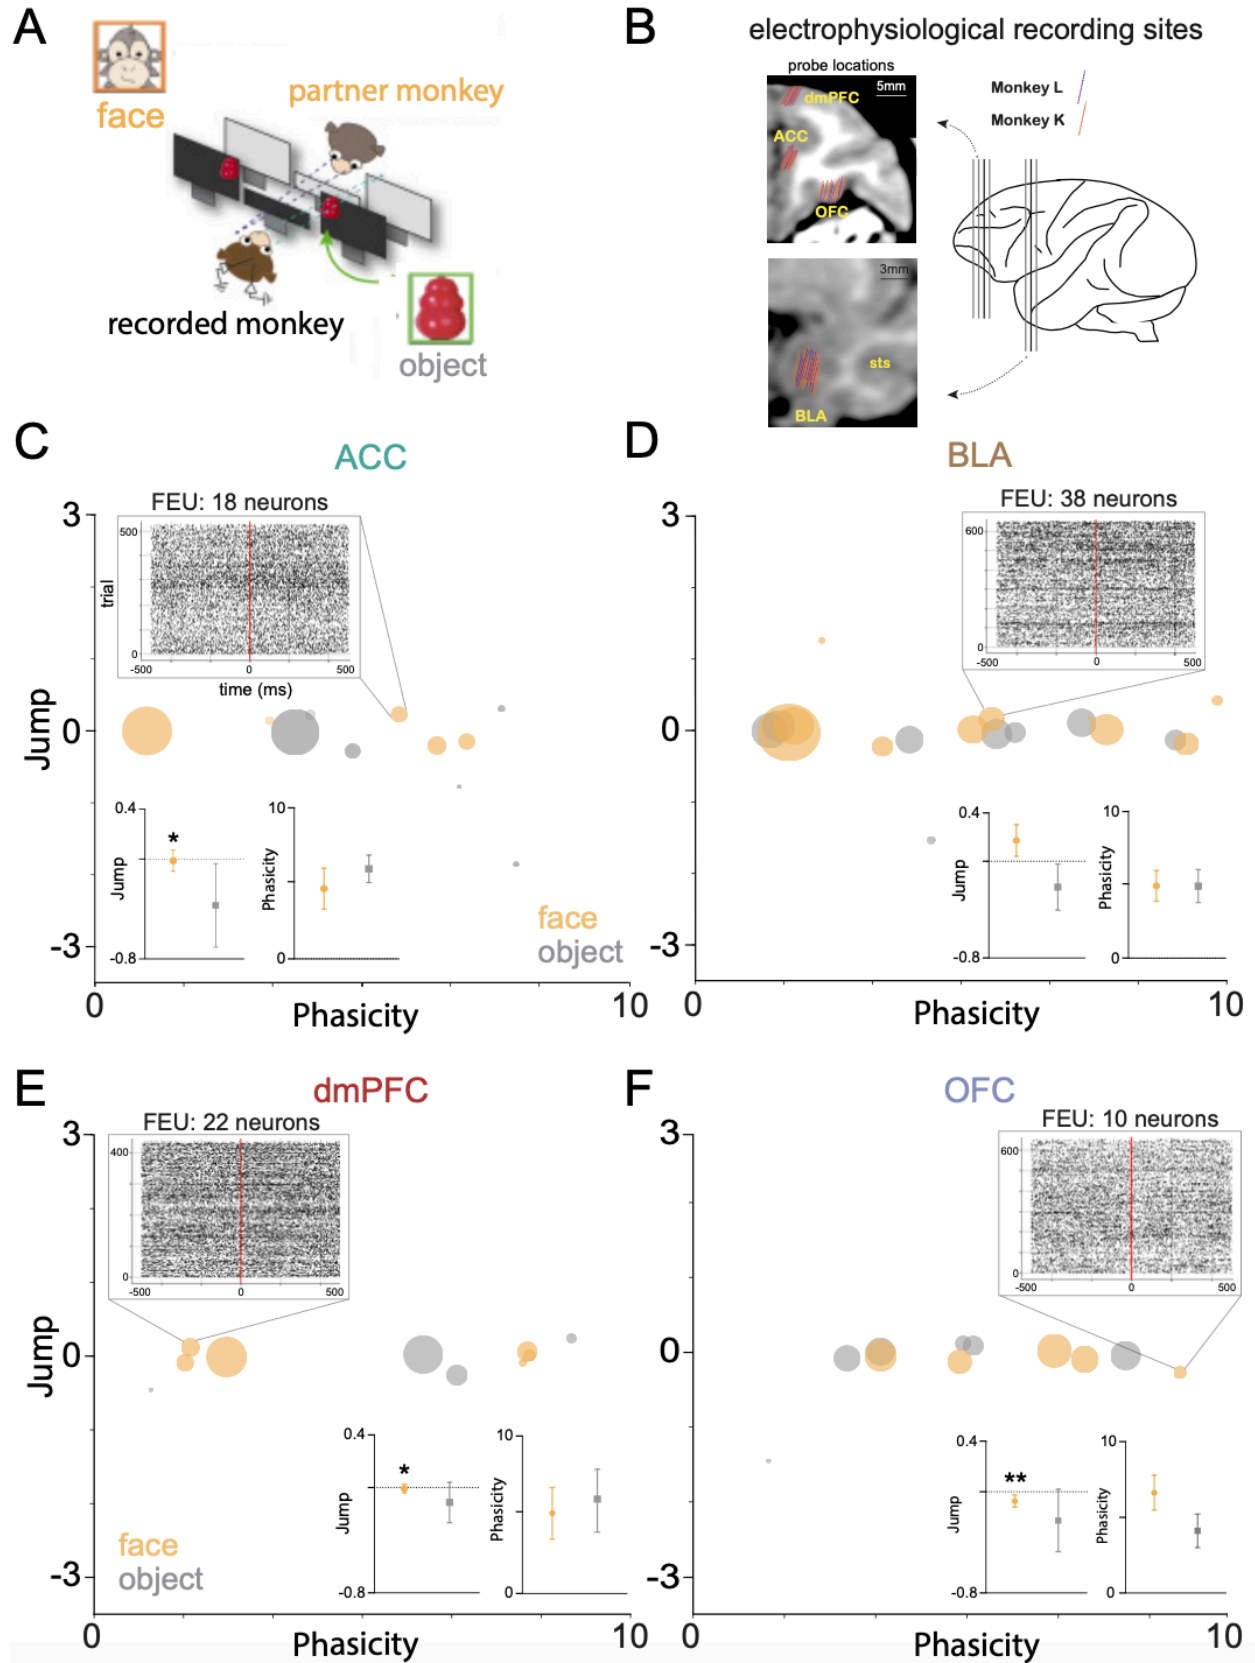 A
face
partner monkey
recorded monkey
object
B
electrophysiological recording sites
probe locations
5mm
dmPFC
ACC
OFC
Monkey L
Monkey K
3mm
sts
BLA
C
ACC
FEU: 18 neurons
500
trial
0
-500 0 500
time (ms)
3
0
-3
Jump
0.4
Jump
-0.8
*
10
Phasicity
0
face
object
0 10
Phasicity
D
BLA
FEU: 38 neurons
600
0
-500 0 500
3
0
-3
0.4
Jump
-0.8
10
Phasicity
0
0 10
Phasicity
E
dmPFC
FEU: 22 neurons
400
0
-500 0 500
3
0
-3
Jump
0.4
Jump
-0.8
*
10
Phasicity
0
face
object
0 10
Phasicity
F
OFC
FEU: 10 neurons
600
0
-500 0 500
3
0
-3
0.4
Jump
-0.8
**
10
Phasicity
0
0 10
Phasicity